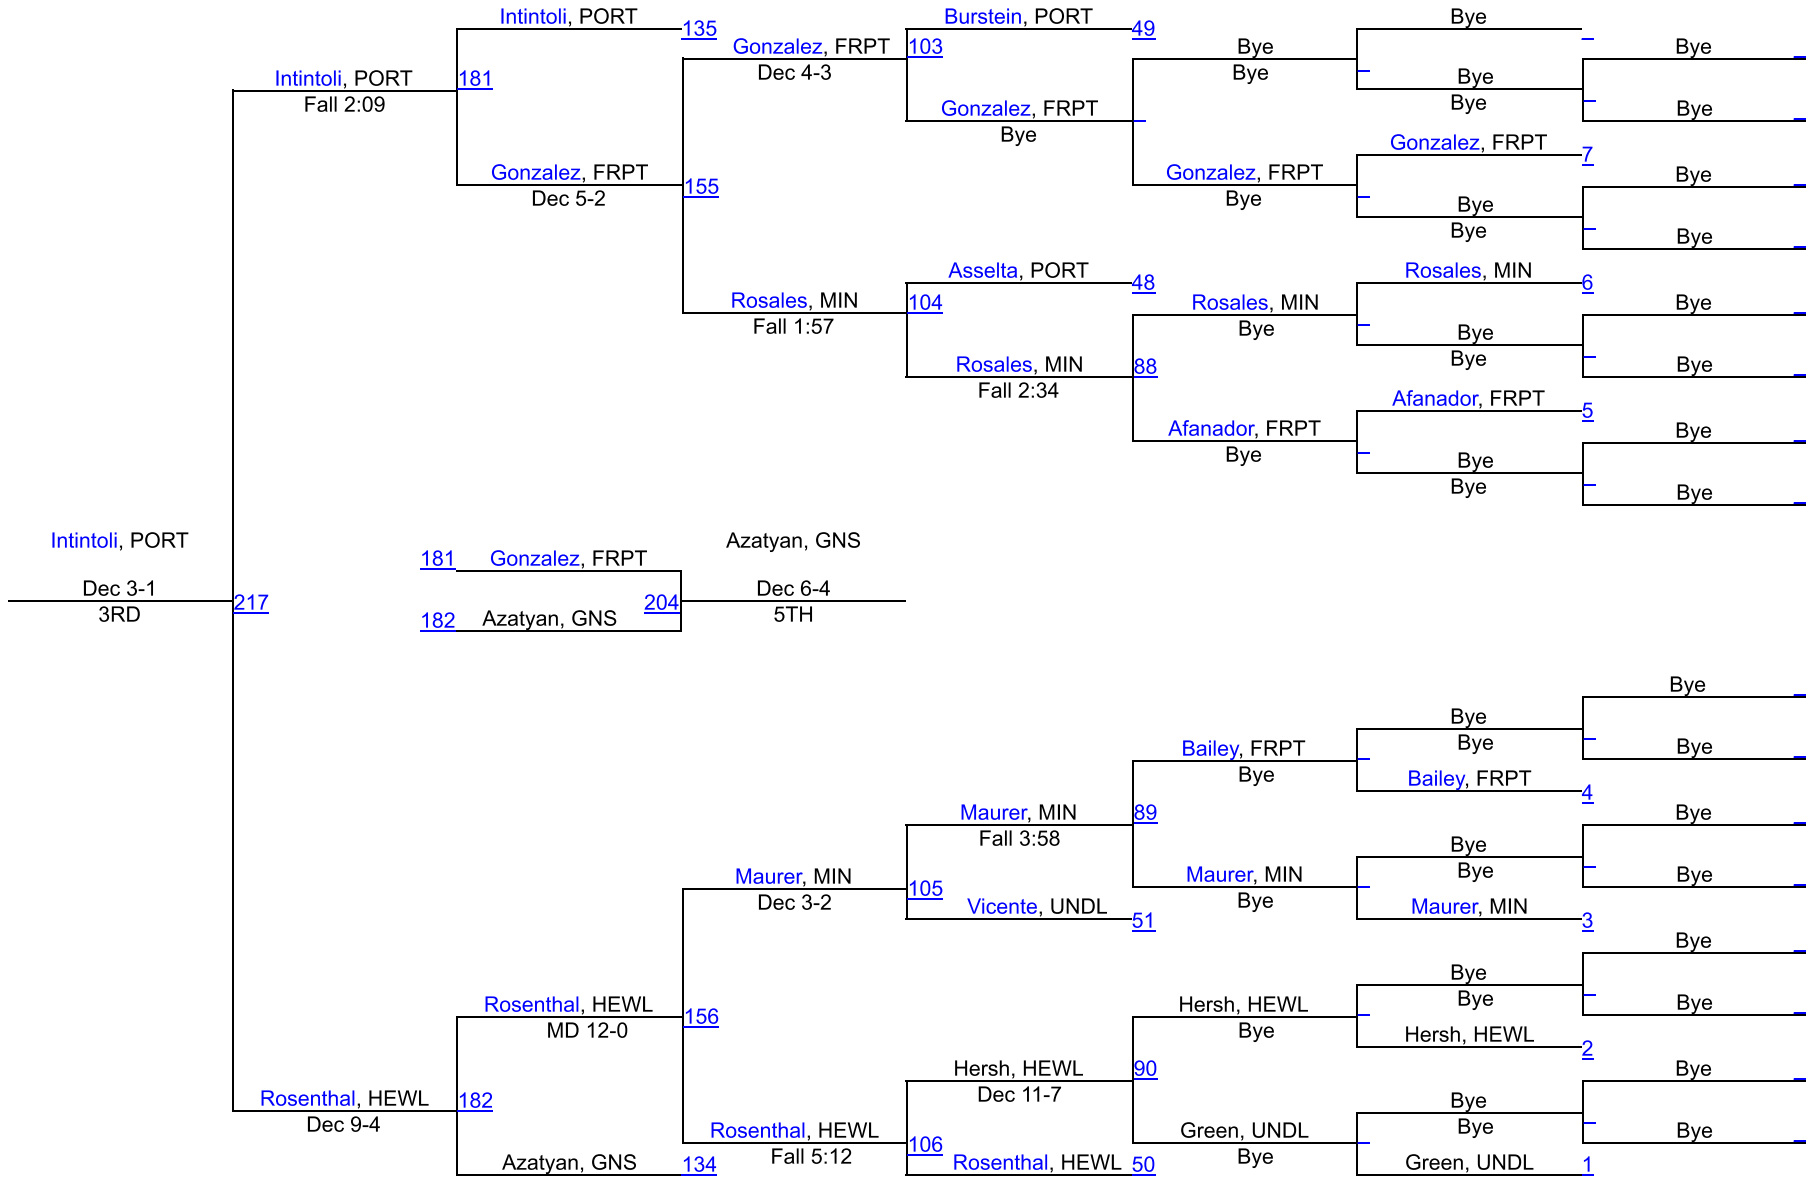 Intintoli, PORT
135
Burstein, PORT
49
Bye
Gonzalez, FRPT
103
Dec 4-3
Bye
Bye
Bye
Intintoli, PORT
181
Fall 2:09
Bye
Bye
Gonzalez, FRPT
Bye
Bye
Gonzalez, FRPT
7
Gonzalez, FRPT
155
Dec 5-2
Gonzalez, FRPT
Bye
Bye
Bye
Bye
Bye
Asselta, PORT
48
Rosales, MIN
6
Rosales, MIN
104
Fall 1:57
Rosales, MIN
Bye
Bye
Bye
Bye
Rosales, MIN
88
Fall 2:34
Bye
Afanador, FRPT
5
Afanador, FRPT
Bye
Bye
Bye
Bye
Bye
Intintoli, PORT
Dec 3-1
217
3RD
181
Gonzalez, FRPT
204
182
Azatyan, GNS
Azatyan, GNS
Dec 6-4
5TH
Bye
Bye
Bye
Bye
Bailey, FRPT
Bye
Bailey, FRPT
4
Maurer, MIN
89
Fall 3:58
Bye
Bye
Bye
Maurer, MIN
105
Dec 3-2
Maurer, MIN
Bye
Bye
Vicente, UNDL
51
Maurer, MIN
3
Bye
Bye
Bye
Rosenthal, HEWL
156
MD 12-0
Hersh, HEWL
Bye
Bye
Hersh, HEWL
2
Hersh, HEWL
90
Dec 11-7
Bye
Rosenthal, HEWL
182
Dec 9-4
Bye
Bye
Rosenthal, HEWL
106
Fall 5:12
Green, UNDL
Bye
Bye
Azatyan, GNS
134
Rosenthal, HEWL
50
Green, UNDL
1